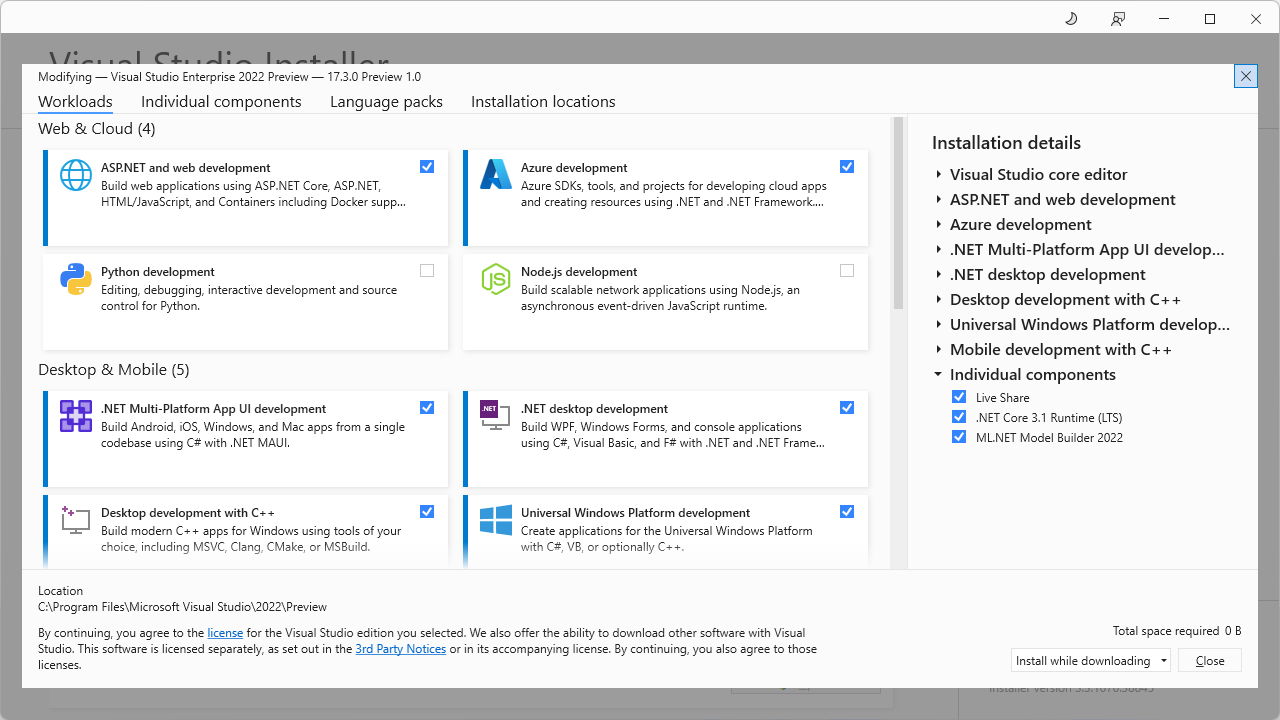 Visual Studio Installer
Modifying — Visual Studio Enterprise 2022 Preview — 17.3.0 Preview 1.0
Workloads Individual components Language packs Installation locations
Web & Cloud (4)
ASP.NET and web development
Build web applications using ASP.NET Core, ASP.NET,
HTML/JavaScript, and Containers including Docker supp...
Azure development
Azure SDKs, tools, and projects for developing cloud apps
and creating resources using .NET and .NET Framework....
Python development
Editing, debugging, interactive development and source
control for Python.
Node.js development
Build scalable network applications using Node.js, an
asynchronous event-driven JavaScript runtime.
Desktop & Mobile (5)
.NET Multi-Platform App UI development
Build Android, iOS, Windows, and Mac apps from a single
codebase using C# with .NET MAUI.
.NET
.NET desktop development
Build WPF, Windows Forms, and console applications
using C#, Visual Basic, and F# with .NET and .NET Frame...
Desktop development with C++
Build modern C++ apps for Windows using tools of your
choice, including MSVC, Clang, CMake, or MSBuild.
Universal Windows Platform development
Create applications for the Universal Windows Platform
with C#, VB, or optionally C++.
Installation details
Visual Studio core editor
ASP.NET and web development
Azure development
.NET Multi-Platform App UI develop...
.NET desktop development
Desktop development with C++
Universal Windows Platform develop...
Mobile development with C++
Individual components
Live Share
.NET Core 3.1 Runtime (LTS)
ML.NET Model Builder 2022
Location
C:\Program Files\Microsoft Visual Studio\2022\Preview
By continuing, you agree to the license for the Visual Studio edition you selected. We also offer the ability to download other software with Visual
Studio. This software is licensed separately, as set out in the 3rd Party Notices or in its accompanying license. By continuing, you also agree to those
licenses.
Total space required 0 B
Install while downloading
Close